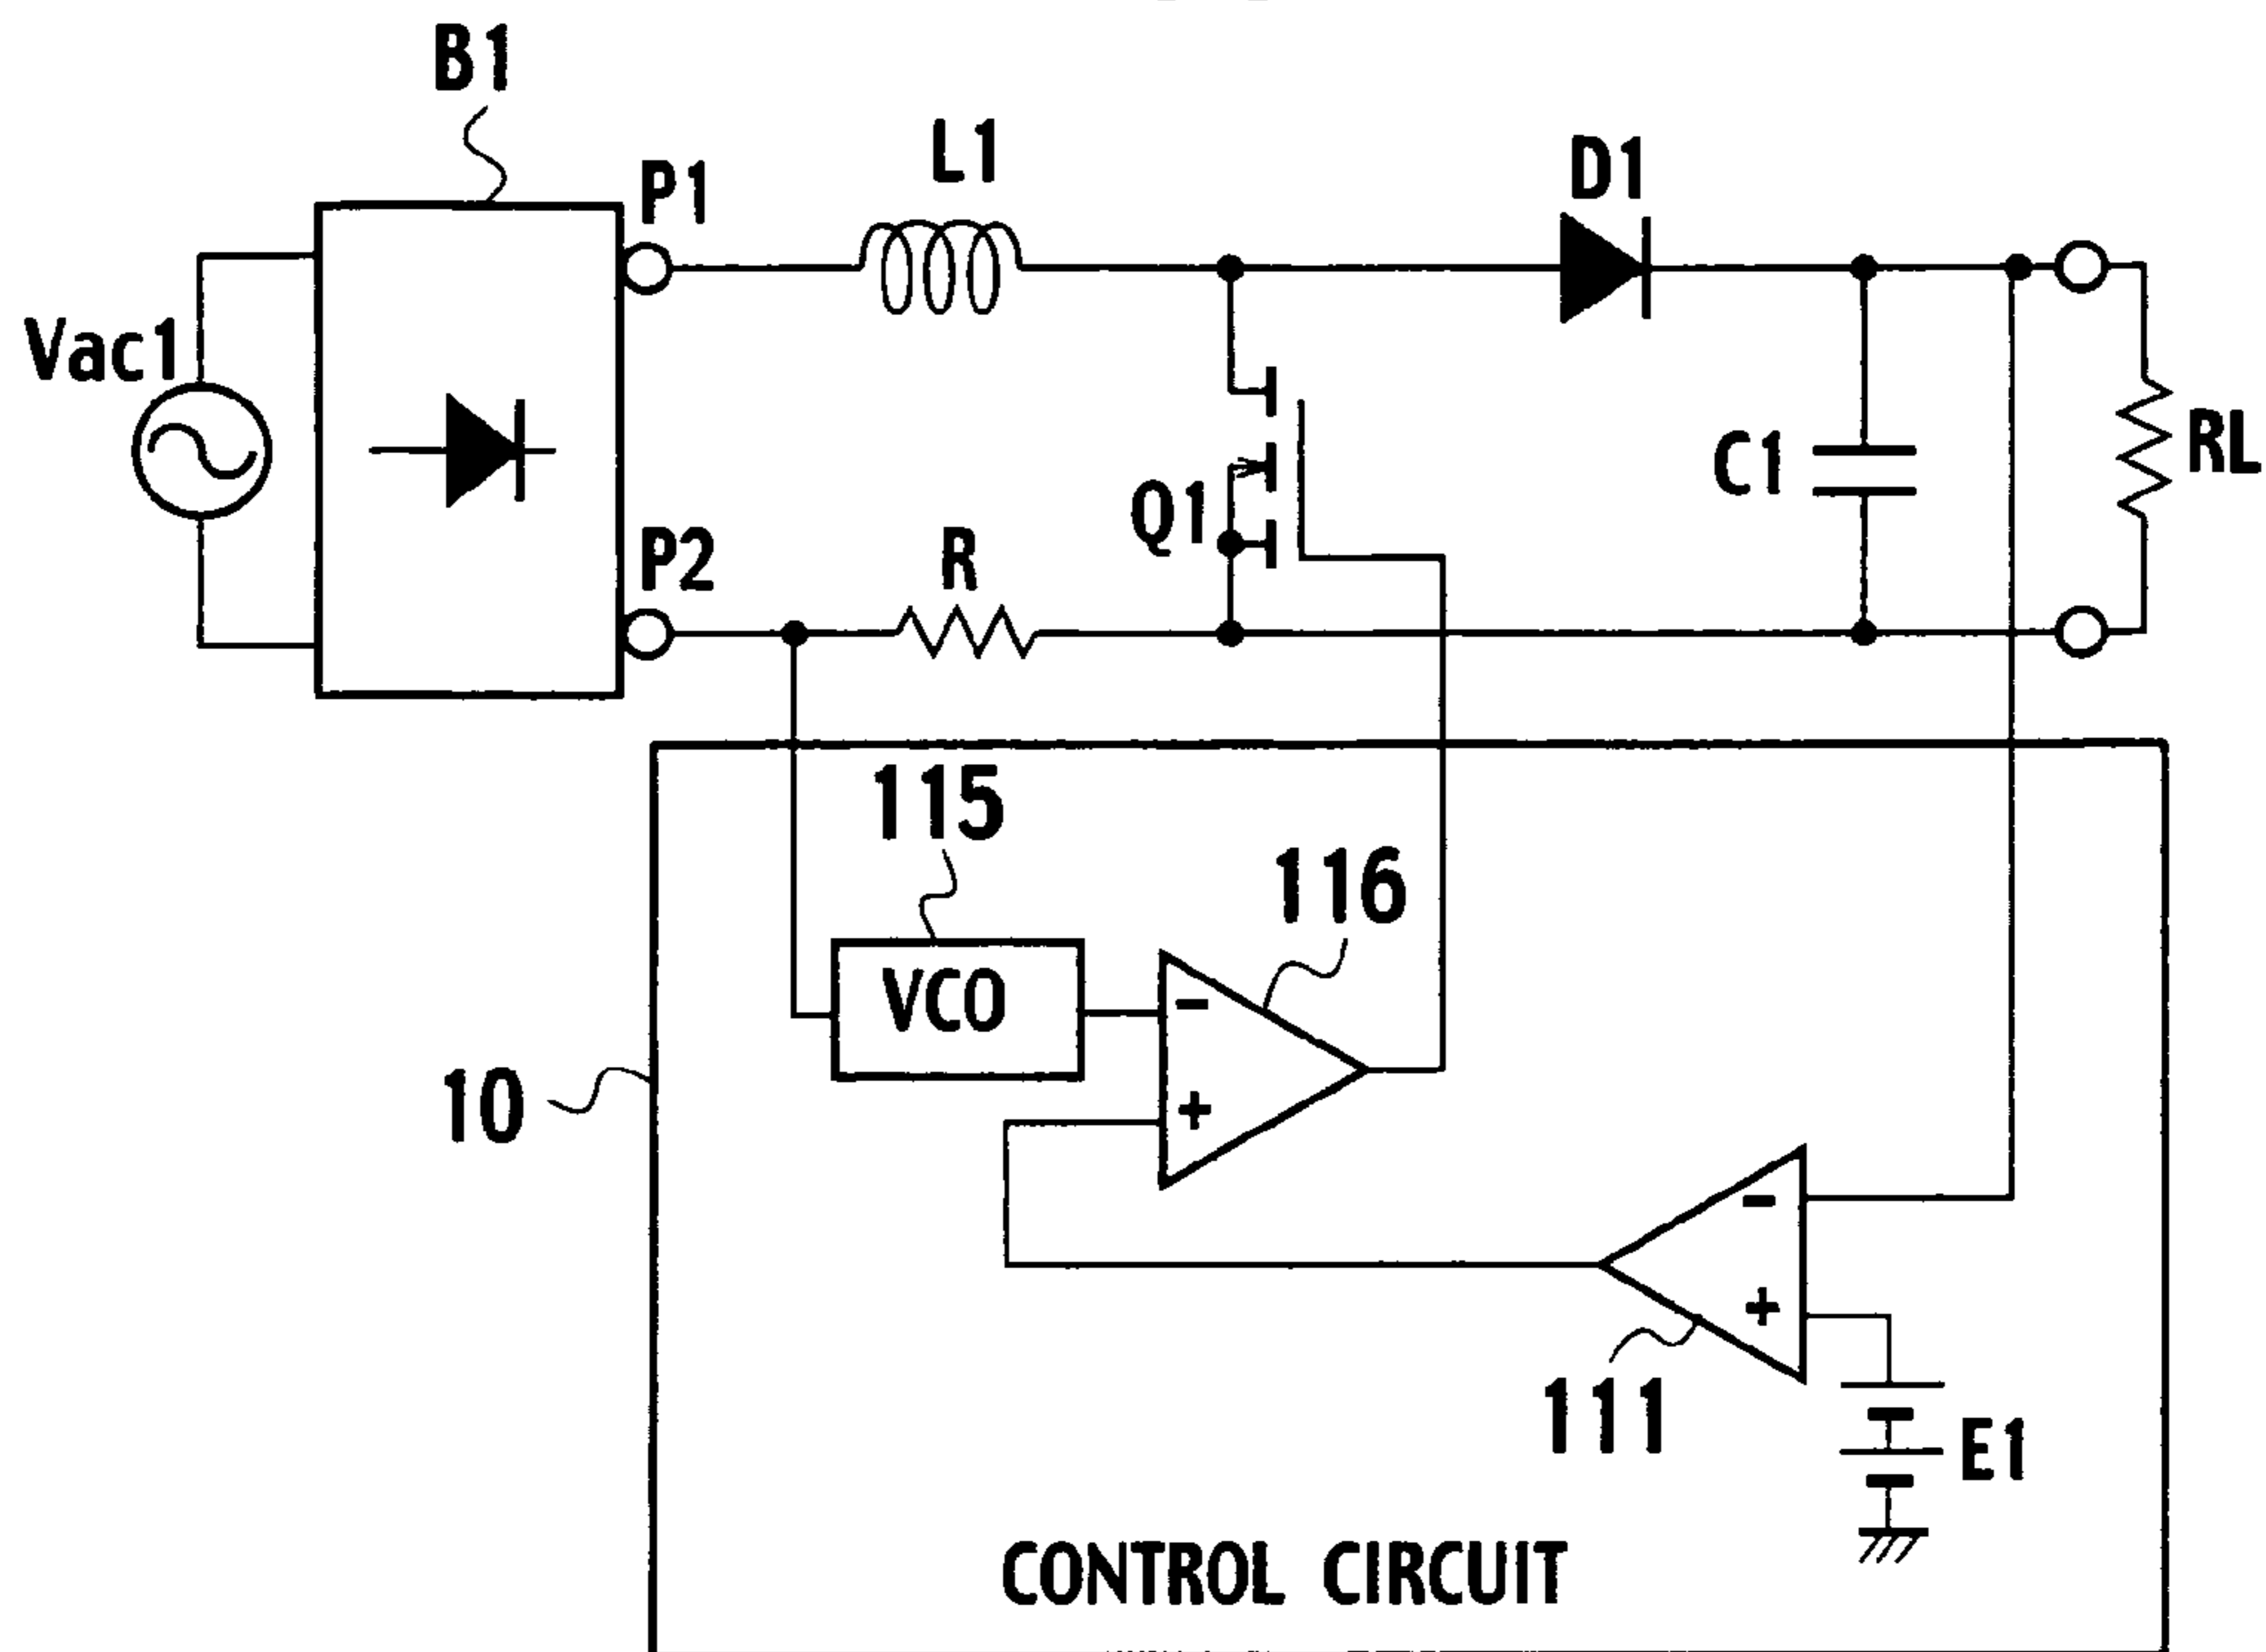 B1
P1
L1
D1
Vac1
Q1
C1
RL
P2
R
115
116
VCO
-
+
10
-
+
111
E1
CONTROL CIRCUIT